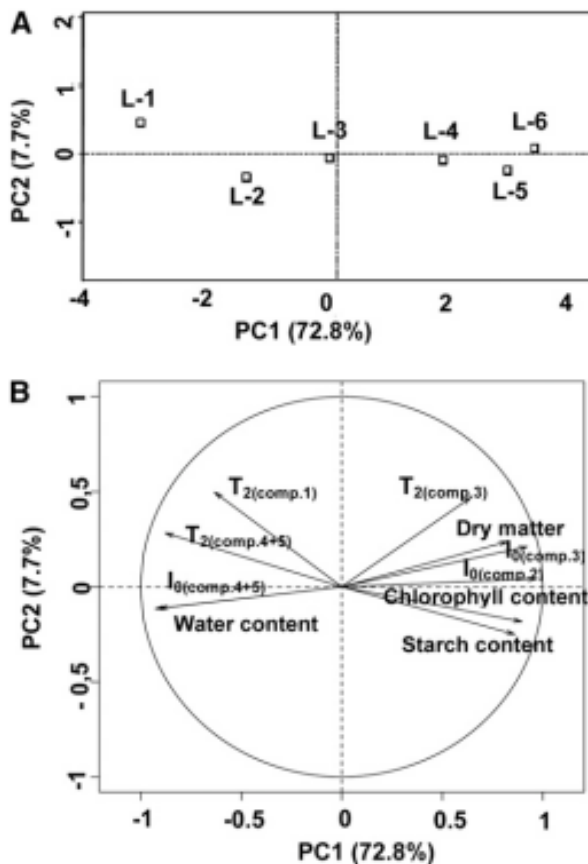 A
2
L-1
L-3
L-4
L-6
1
0
L-2
L-5
-1
PC2 (7.7%)
-4
-2
0
2
4
PC1 (72.8%)
B
1
T2(comp.1)
T2(comp.3)
0,5
T2(comp.4+5)
Dry matter
I0(comp.3)
I0(comp.4+5)
I0(comp.2)
0
Chlorophyll content
Water content
Starch content
PC2 (7.7%)
-0,5
-1
-1
-0.5
0
0.5
1
PC1 (72.8%)